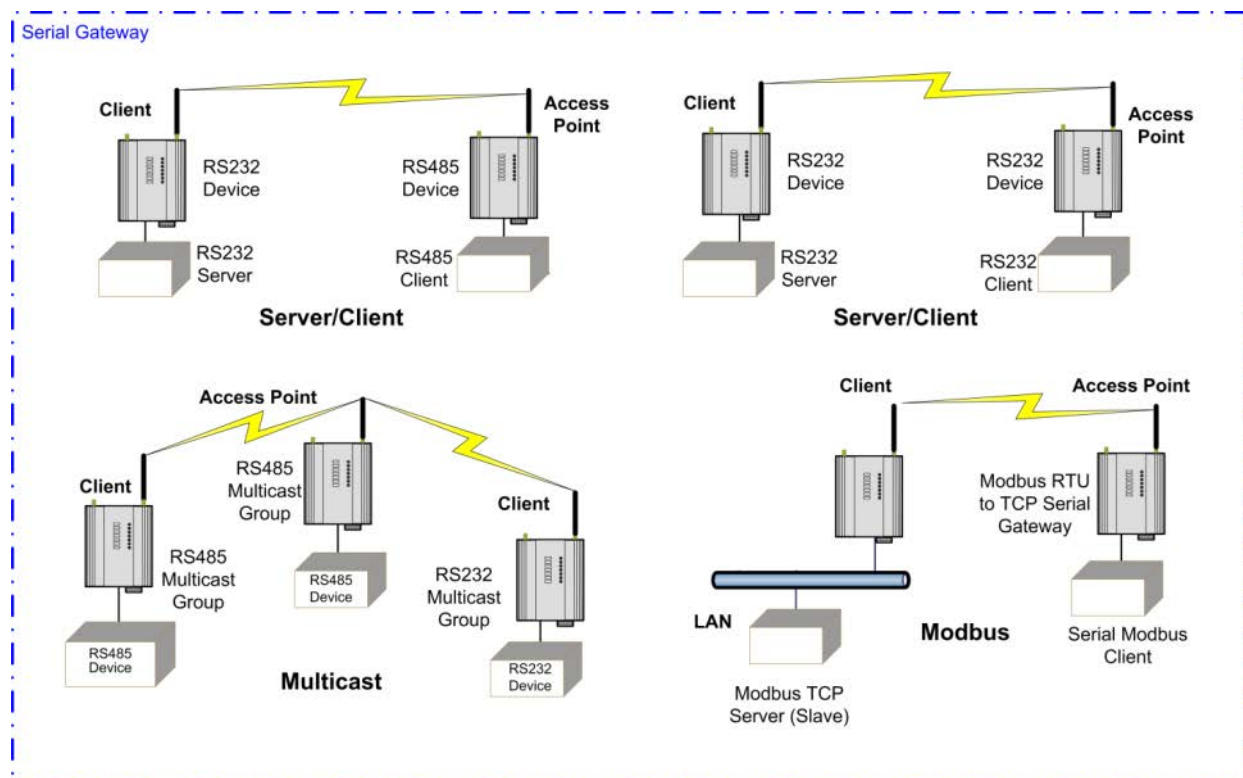 Serial Gateway
Client
Access
Point
RS232
Device
RS485
Device
RS232
Server
RS485
Client
Server/Client
Client
Access
Point
RS232
Device
RS232
Device
RS232
Server
RS232
Client
Server/Client
Access Point
Client
RS485
Multicast
Group
RS485
Multicast
Group
Client
RS232
Multicast
Group
RS485
Device
RS485
Device
RS232
Device
Multicast
Client
Access Point
Modbus RTU
to TCP Serial
Gateway
LAN
Modbus
Serial Modbus
Client
Modbus TCP
Server (Slave)